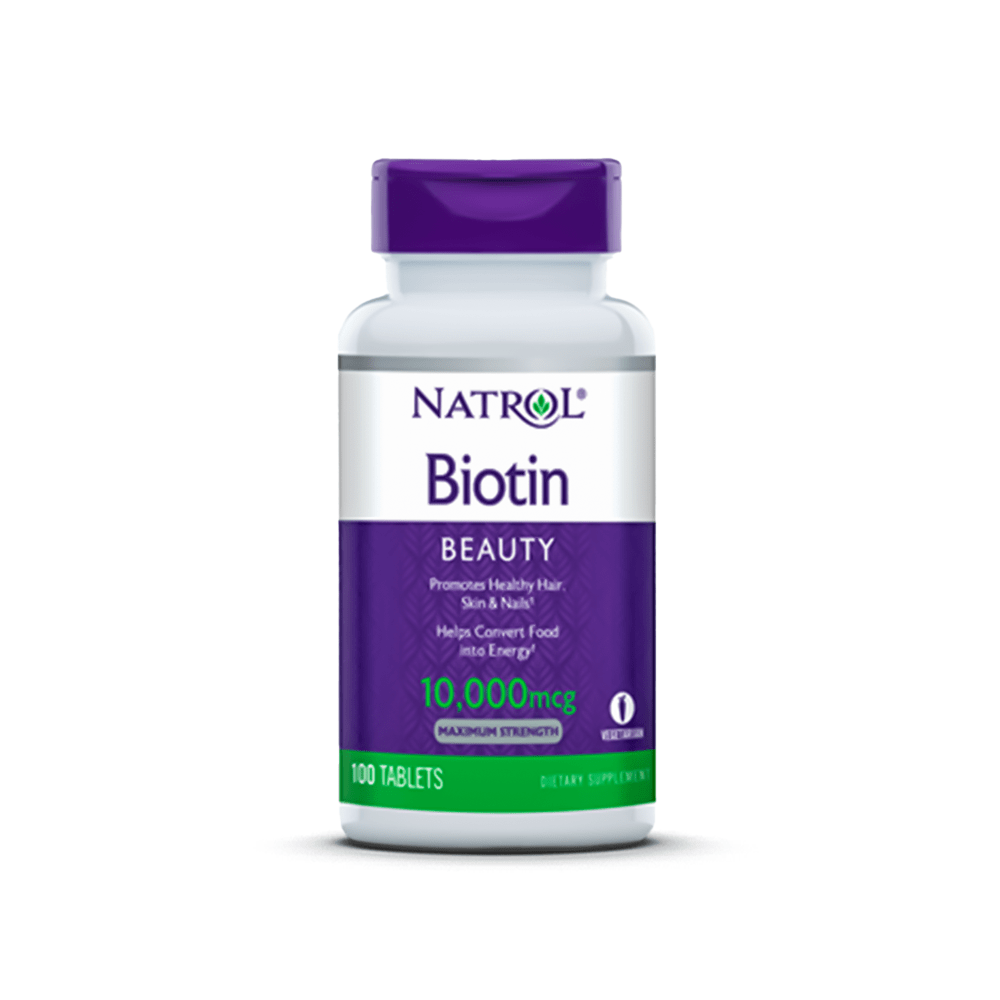 NATROL®
Biotin
BEAUTY
Promotes Healthy Hair,
Skin & Nails†
Helps Convert Food
into Energy†
10,000mcg
MAXIMUM STRENGTH
VEGETARIAN
100 TABLETS
DIETARY SUPPLEMENT